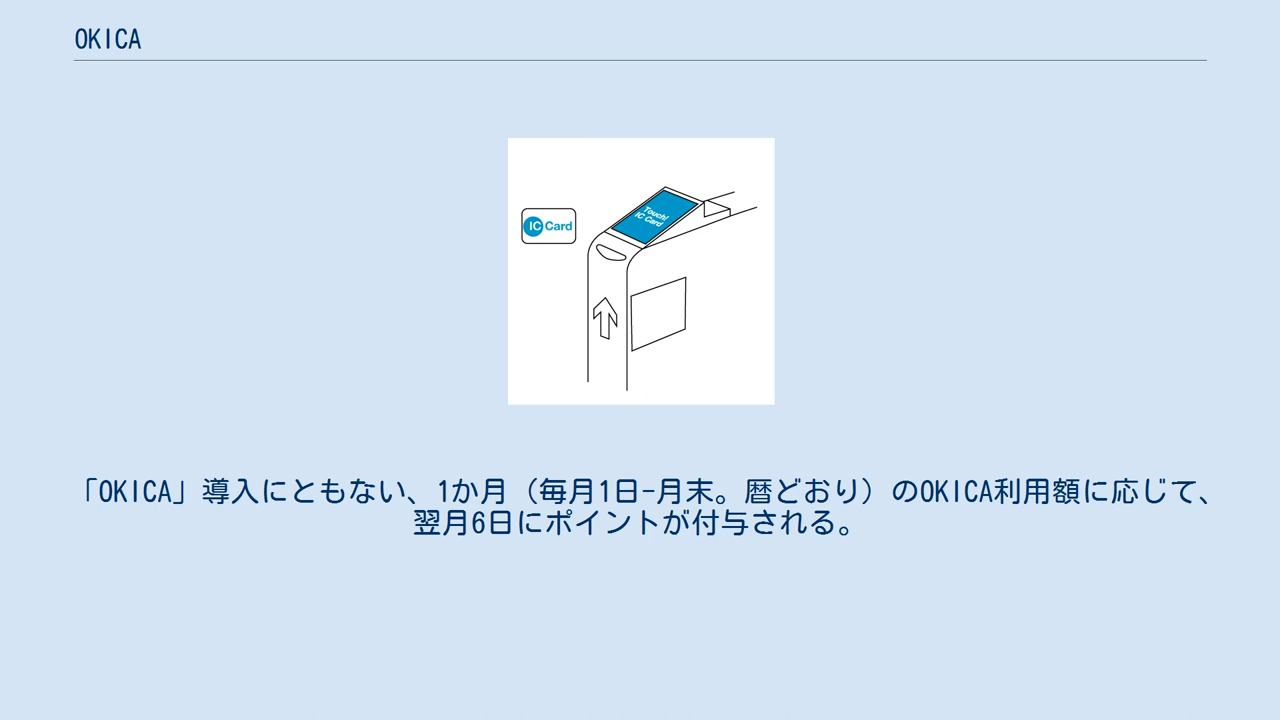 OKICA
IC Card
Touch!
IC Card
「OKICA」導入にともない、1か月（毎月1日-月末。暦どおり）のOKICA利用額に応じて、
翌月6日にポイントが付与される。